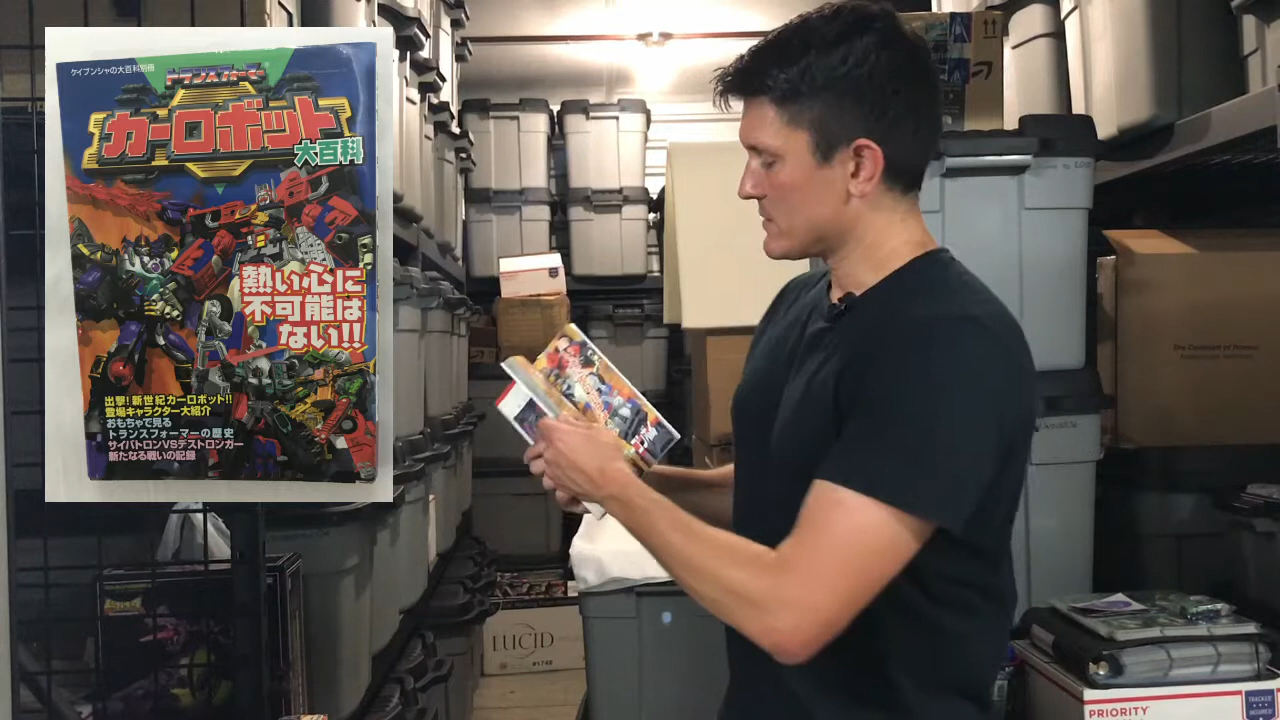 ケイブンシャの大百科別冊
トランスフォーマー
カーロボット
大百科
熱い心に
不可能は
ない!!
出撃!新世紀カーロボット!!
登場キャラクター大紹介
おもちゃで見る
トランスフォーマーの歴史
サイバトロンVSデストロンガー
新たなる戦いの記録
LUCID
#1748
PRIORITY
TRACKED
INSURED